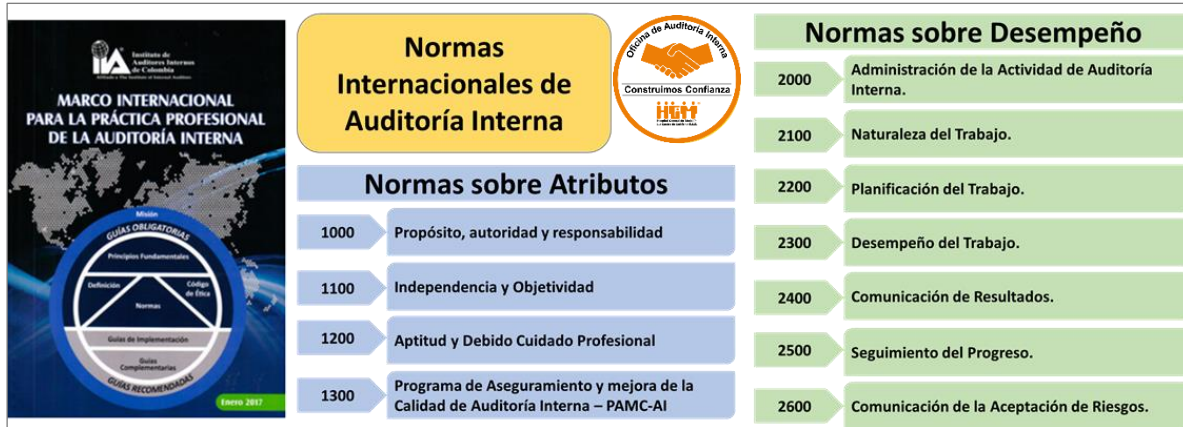 IIA
Instituto de
Auditores Internos
de Colombia
MARCO INTERNACIONAL
PARA LA PRÁCTICA PROFESIONAL
DE LA AUDITORÍA INTERNA
Misión
GUÍAS OBLIGATORIAS
Principios Fundamentales
Definición
Código
de Ética
Normas
Guías de Implementación
Guías
Complementarias
GUÍAS RECOMENDADAS
Enero 2017
Normas
Internacionales de
Auditoría Interna
Oficina de Auditoría Interna
Construimos Confianza
HGM
Normas sobre Atributos
1000 Propósito, autoridad y responsabilidad
1100 Independencia y Objetividad
1200 Aptitud y Debido Cuidado Profesional
1300 Programa de Aseguramiento y mejora de la
Calidad de Auditoría Interna – PAMC-AI
Normas sobre Desempeño
2000 Administración de la Actividad de Auditoría
Interna.
2100 Naturaleza del Trabajo.
2200 Planificación del Trabajo.
2300 Desempeño del Trabajo.
2400 Comunicación de Resultados.
2500 Seguimiento del Progreso.
2600 Comunicación de la Aceptación de Riesgos.